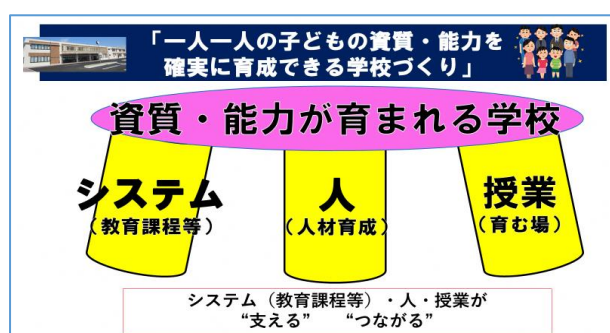 「一人一人の子どもの資質・能力を
確実に育成できる学校づくり」
資質・能力が育まれる学校
システム
（教育課程等）
人
（人材育成）
授業
（育む場）
システム（教育課程等）・人・授業が
“支える”　“つながる”